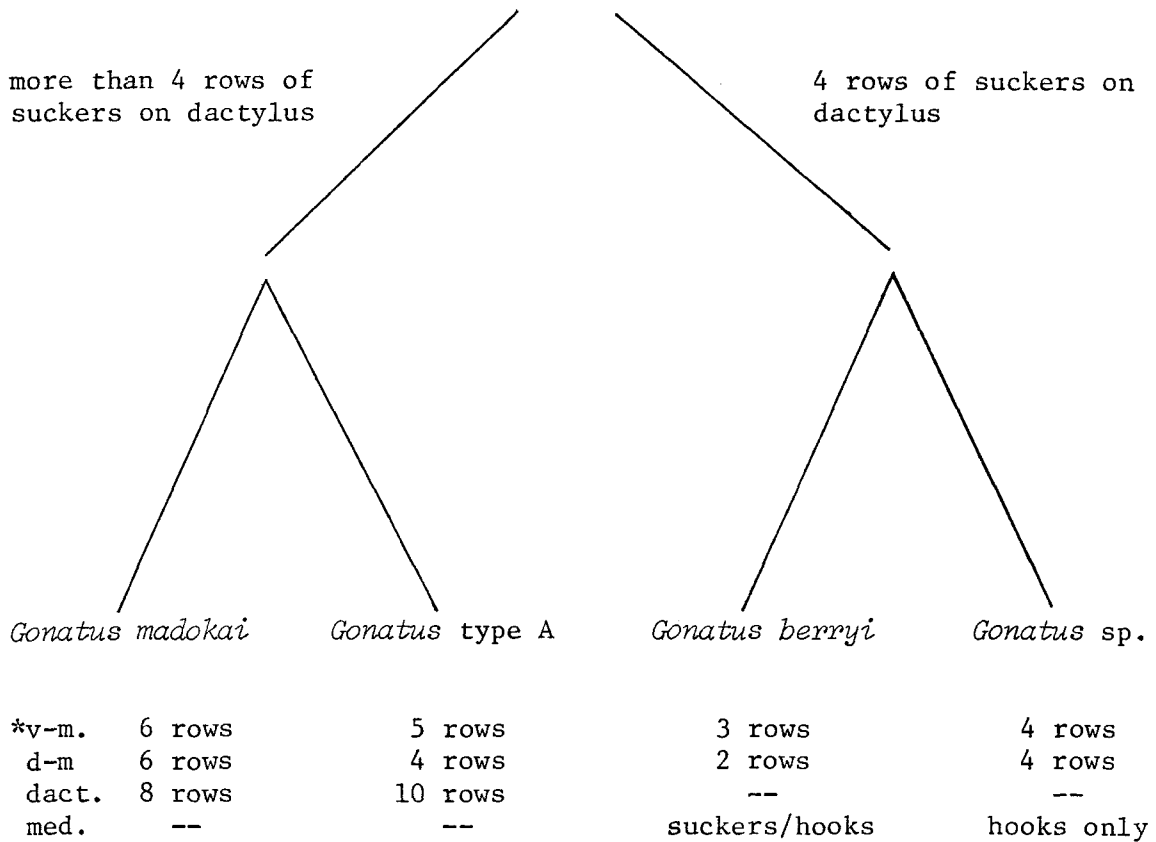 more than 4 rows of
suckers on dactylus
4 rows of suckers on
dactylus
Gonatus madokai Gonatus type A Gonatus berryi Gonatus sp.
*v-m. 6 rows 5 rows 3 rows 4 rows
d-m 6 rows 4 rows 2 rows 4 rows
dact. 8 rows 10 rows -- --
med. -- -- suckers/hooks hooks only